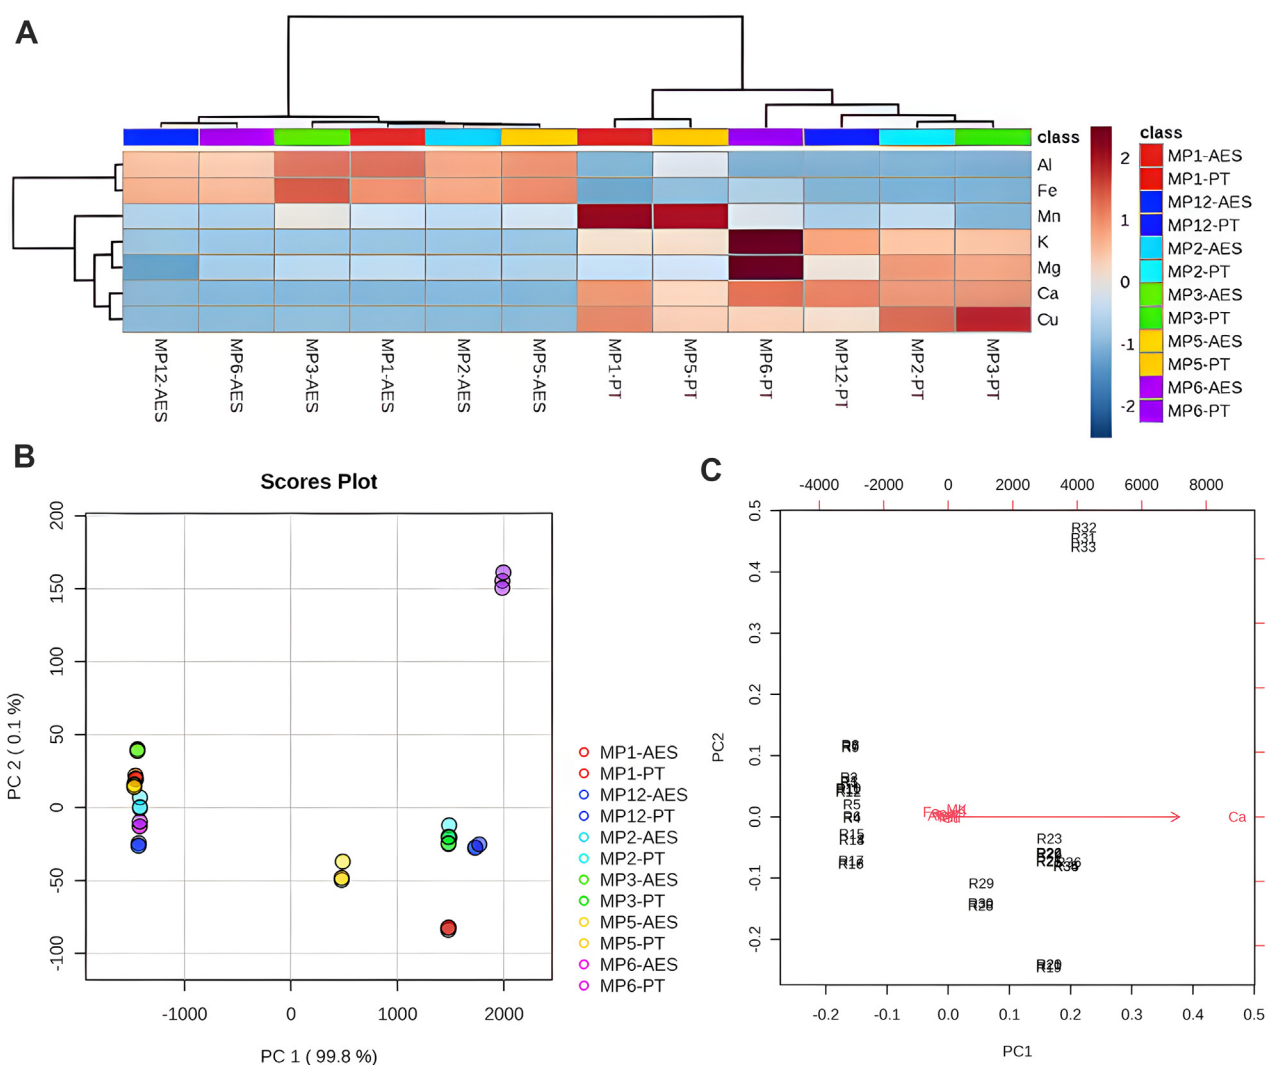 A
class
Al
Fe
Mn
K
Mg
Ca
Cu
MP12-AES
MP6-AES
MP3-AES
MP1-AES
MP2-AES
MP5-AES
MP1-PT
MP5-PT
MP6-PT
MP12-PT
MP2-PT
MP3-PT
2
1
0
-1
-2
class
MP1-AES
MP1-PT
MP12-AES
MP12-PT
MP2-AES
MP2-PT
MP3-AES
MP3-PT
MP5-AES
MP5-PT
MP6-AES
MP6-PT
B
Scores Plot
PC 2 ( 0.1 %)
200
150
100
50
0
-50
-100
-1000 0 1000 2000
PC 1 ( 99.8 %)
MP1-AES
MP1-PT
MP12-AES
MP12-PT
MP2-AES
MP2-PT
MP3-AES
MP3-PT
MP5-AES
MP5-PT
MP6-AES
MP6-PT
C
-4000 -2000 0 2000 4000 6000 8000
PC2
0.5
0.4
0.3
0.2
0.1
0.0
-0.1
-0.2
R32
R31
R33
R12
R5
R4
R15
R17
R16
R23
R29
Fe
Ca
-0.2 -0.1 0.0 0.1 0.2 0.3 0.4 0.5
PC1